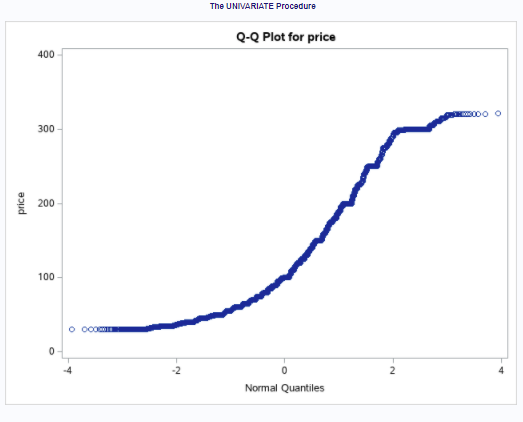 The UNIVARIATE Procedure
Q-Q Plot for price
400
300
200
100
0
price
-4 -2 0 2 4
Normal Quantiles